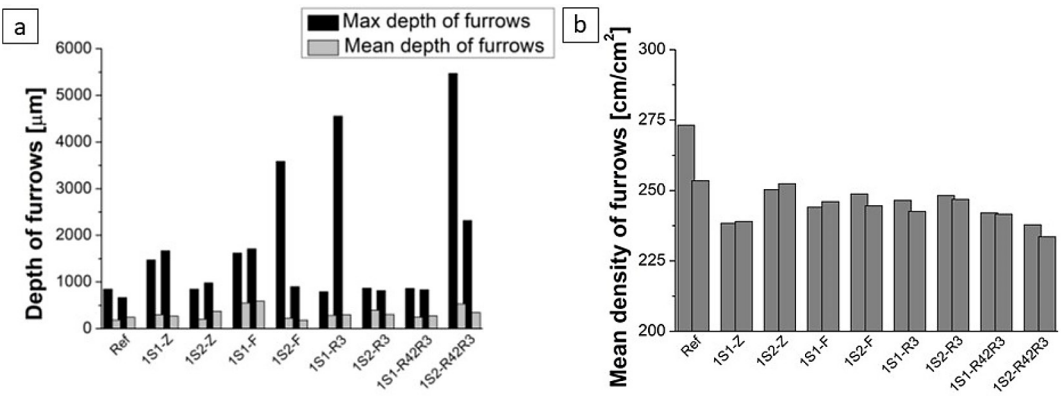 a
Max depth of furrows
Mean depth of furrows
Depth of furrows [μm]
6000
5000
4000
3000
2000
1000
0
Ref
1S1-Z
1S2-Z
1S1-F
1S2-F
1S1-R3
1S2-R3
1S1-R42R3
1S2-R42R3
b
Mean density of furrows [cm/cm²]
300
275
250
225
200
Ref
1S1-Z
1S2-Z
1S1-F
1S2-F
1S1-R3
1S2-R3
1S1-R42R3
1S2-R42R3